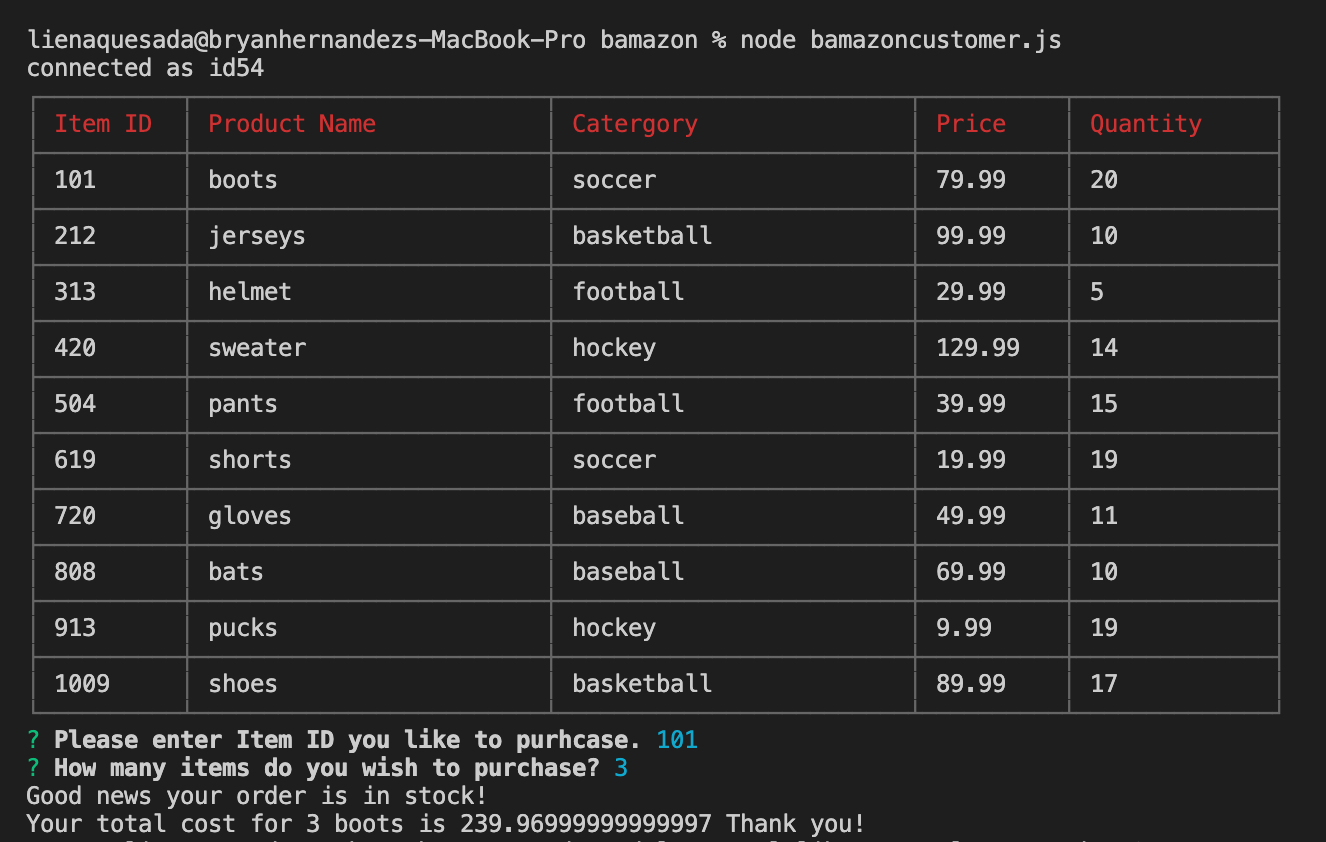 lienaquesada@bryanhernandezs-MacBook-Pro bamazon % node bamazoncustomer.js
connected as id54
Item ID Product Name Catergory Price Quantity
101 boots soccer 79.99 20
212 jerseys basketball 99.99 10
313 helmet football 29.99 5
420 sweater hockey 129.99 14
504 pants football 39.99 15
619 shorts soccer 19.99 19
720 gloves baseball 49.99 11
808 bats baseball 69.99 10
913 pucks hockey 9.99 19
1009 shoes basketball 89.99 17
? Please enter Item ID you like to purhcase. 101
? How many items do you wish to purchase? 3
Good news your order is in stock!
Your total cost for 3 boots is 239.96999999999997 Thank you!